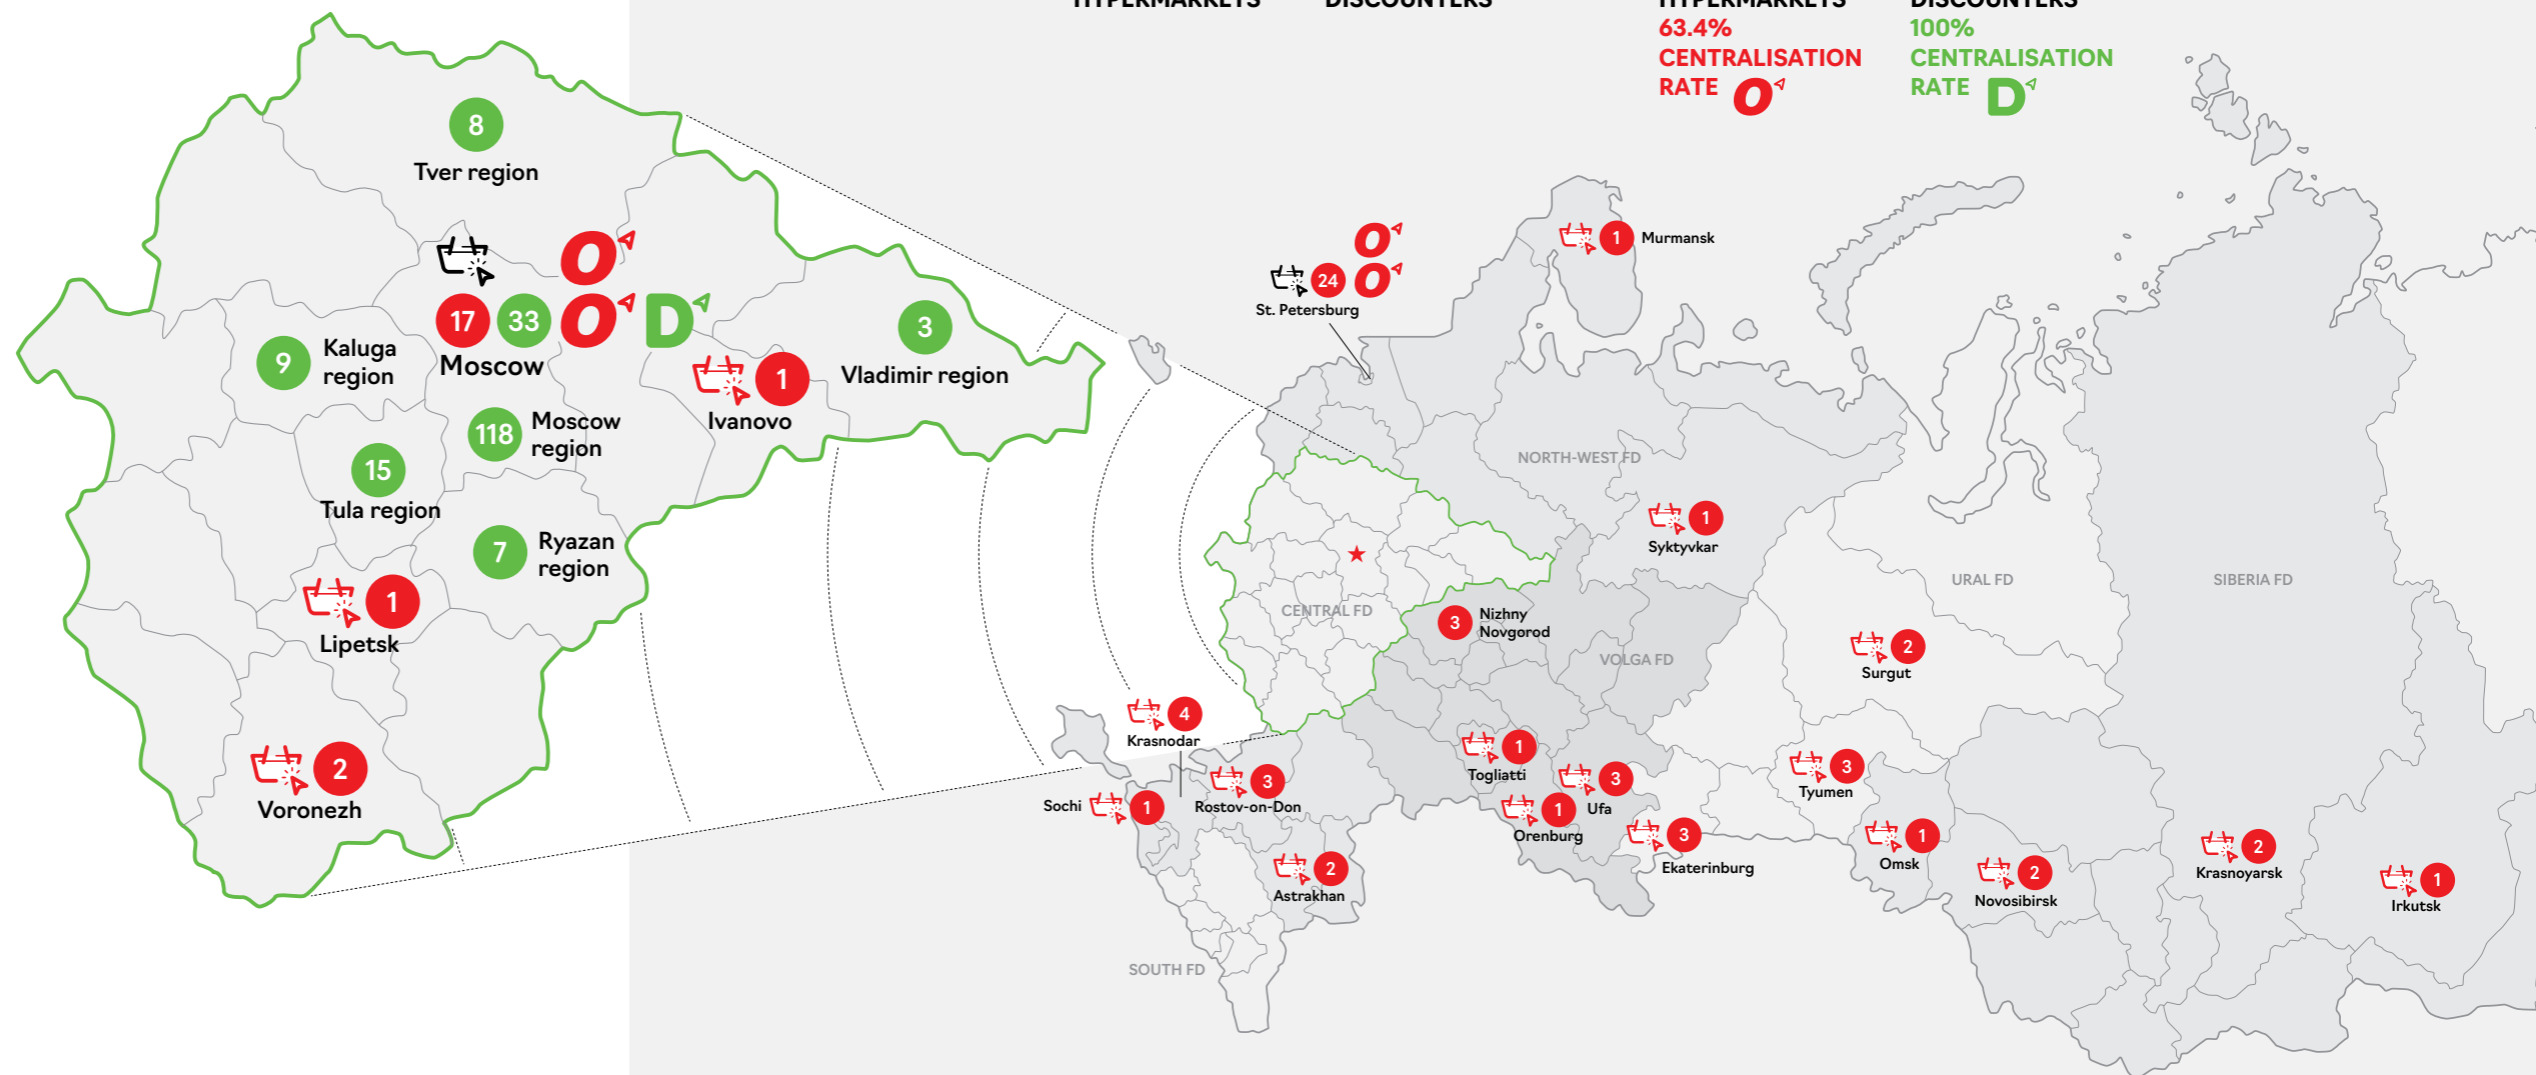 HYPERMARKETS
DISCOUNTERS
HYPERMARKETS
63.4%
CENTRALISATION
RATE O
DISCOUNTERS
100%
CENTRALISATION
RATE D
8
Tver region
O
17 33 O D
Moscow
9
Kaluga
region
1
Ivanovo
3
Vladimir region
118
Moscow
region
15
Tula region
7
Ryazan
region
1
Lipetsk
2
Voronezh
O
24 O
St. Petersburg
1 Murmansk
NORTH-WEST FD
1
Syktyvkar
CENTRAL FD
3
Nizhny
Novgorod
VOLGA FD
URAL FD
SIBERIA FD
2
Surgut
4
Krasnodar
Sochi 1
3
Rostov-on-Don
2
Astrakhan
SOUTH FD
1
Togliatti
3
Ufa
1
Orenburg
3
Ekaterinburg
3
Tyumen
1
Omsk
2
Novosibirsk
2
Krasnoyarsk
1
Irkutsk